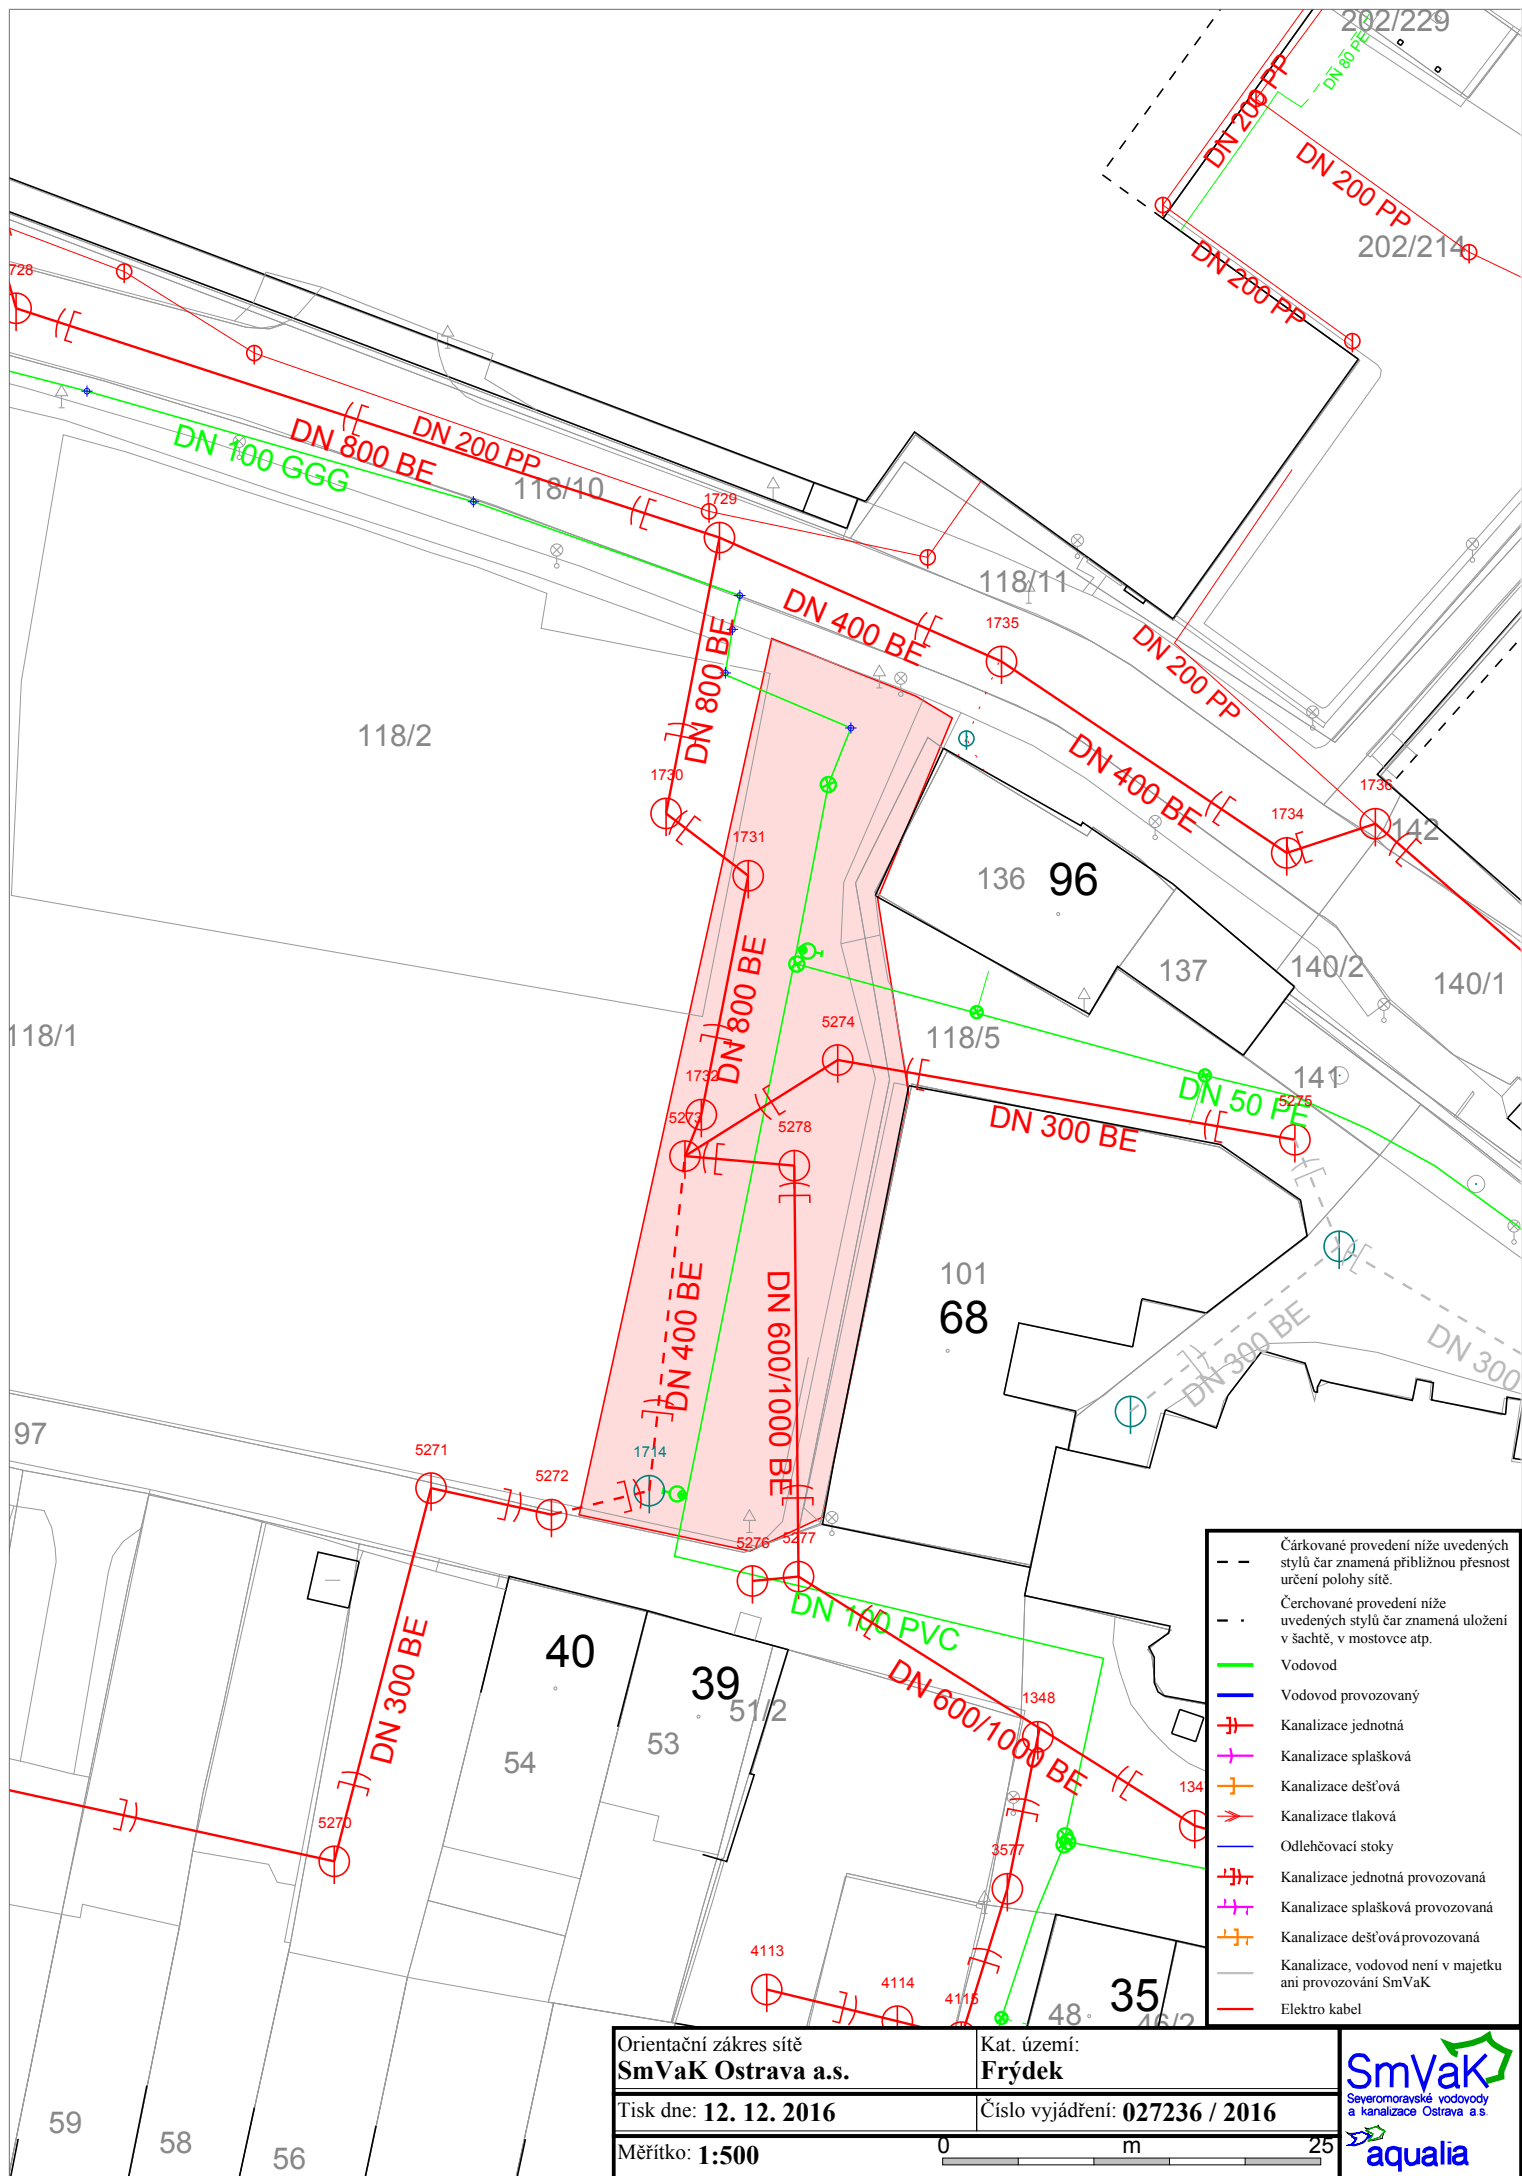 202/229
DN 80 PE
DN 200 PP
DN 200 PP
202/214
DN 200 PP
728
DN 200 PP
DN 800 BE
DN 100 GGG
118/10
1729
118/11
DN 400 BE
1735
DN 200 PP
DN 800 BE
118/2
DN 400 BE
1730
1736
1734
142
1731
136
96
137
140/2
140/1
DN 800 BE
118/1
5274
118/5
141
1732
DN 50 PE
5275
5273
5278
DN 300 BE
101
68
DN 400 BE
DN 600/1000 BE
DN 300 BE
DN 300
97
5271
5272
1714
5276
5277
DN 100 PVC
DN 300 BE
40
39
51/2
53
54
DN 600/1000 BE
1348
134
5270
3577
4113
4114
4115
48
35
46/2
59
58
56
Čárkované provedení níže uvedených
stylů čar znamená přibližnou přesnost
určení polohy sítě.
Čerchované provedení níže
uvedených stylů čar znamená uložení
v šachtě, v mostovce atp.
Vodovod
Vodovod provozovaný
Kanalizace jednotná
Kanalizace splašková
Kanalizace dešťová
Kanalizace tlaková
Odlehčovací stoky
Kanalizace jednotná provozovaná
Kanalizace splašková provozovaná
Kanalizace dešťová provozovaná
Kanalizace, vodovod není v majetku
ani provozování SmVaK
Elektro kabel
Orientační zákres sítě
SmVaK Ostrava a.s.
Kat. území:
Frýdek
Tisk dne: 12. 12. 2016
Číslo vyjádření: 027236 / 2016
Měřítko: 1:500
0 m 25
SmVaK
Severomoravské vodovody
a kanalizace Ostrava a.s.
aqualia